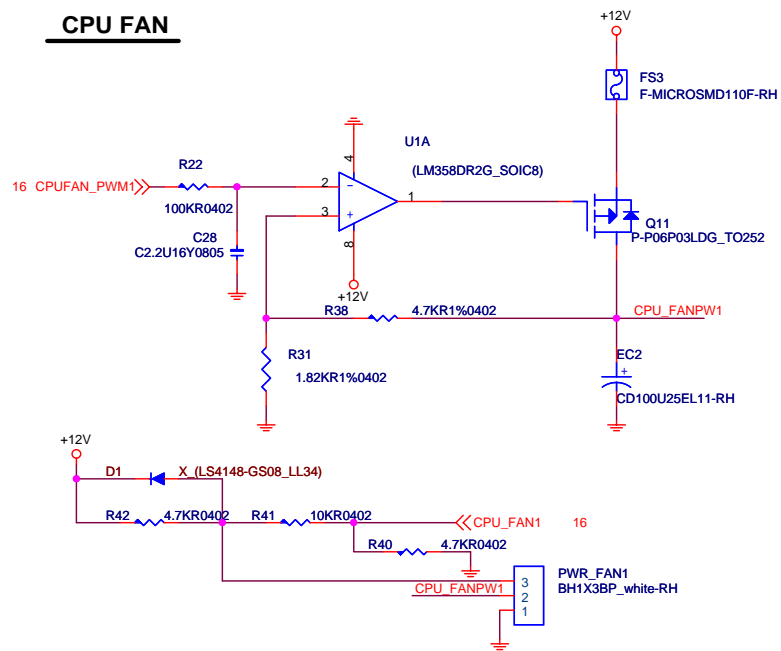 CPU FAN
+12V
FS3
F-MICROSMD110F-RH
U1A
(LM358DR2G_SOIC8)
4
R22
16 CPUFAN_PWM1
2
-
1
3
+
100KR0402
8
Q11
P-P06P03LDG_TO252
C28
C2.2U16Y0805
+12V
R38
4.7KR1%0402
CPU_FANPW1
R31
1.82KR1%0402
EC2
+
CD100U25EL11-RH
+12V
D1
X_(LS4148-GS08_LL34)
R42
4.7KR0402
R41
10KR0402
CPU_FAN1
16
R40
4.7KR0402
PWR_FAN1
BH1X3BP_white-RH
3
CPU_FANPW1
2
1